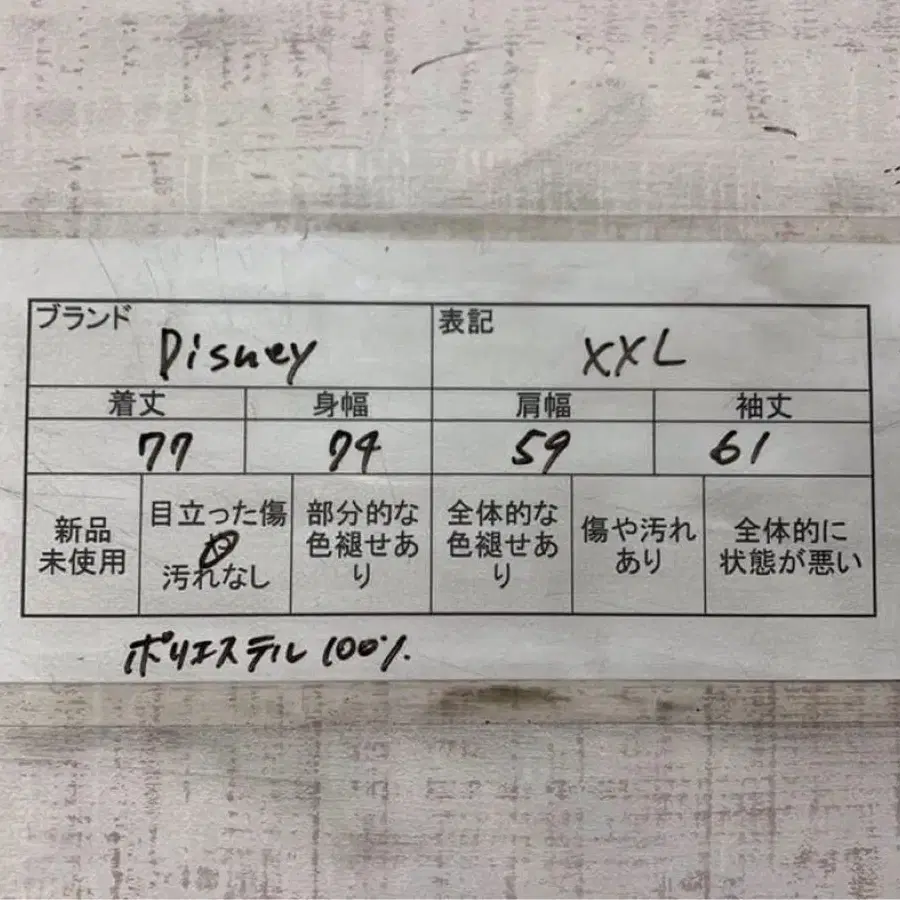 ブランド
Disney
表記
XXL
着丈
身幅
肩幅
袖丈
77
74
59
61
新品
未使用
目立った傷
や
汚れなし
部分的な
色褪せあ
り
全体的な
色褪せあ
り
傷や汚れ
あり
全体的に
状態が悪い
ポリエステル 100%.